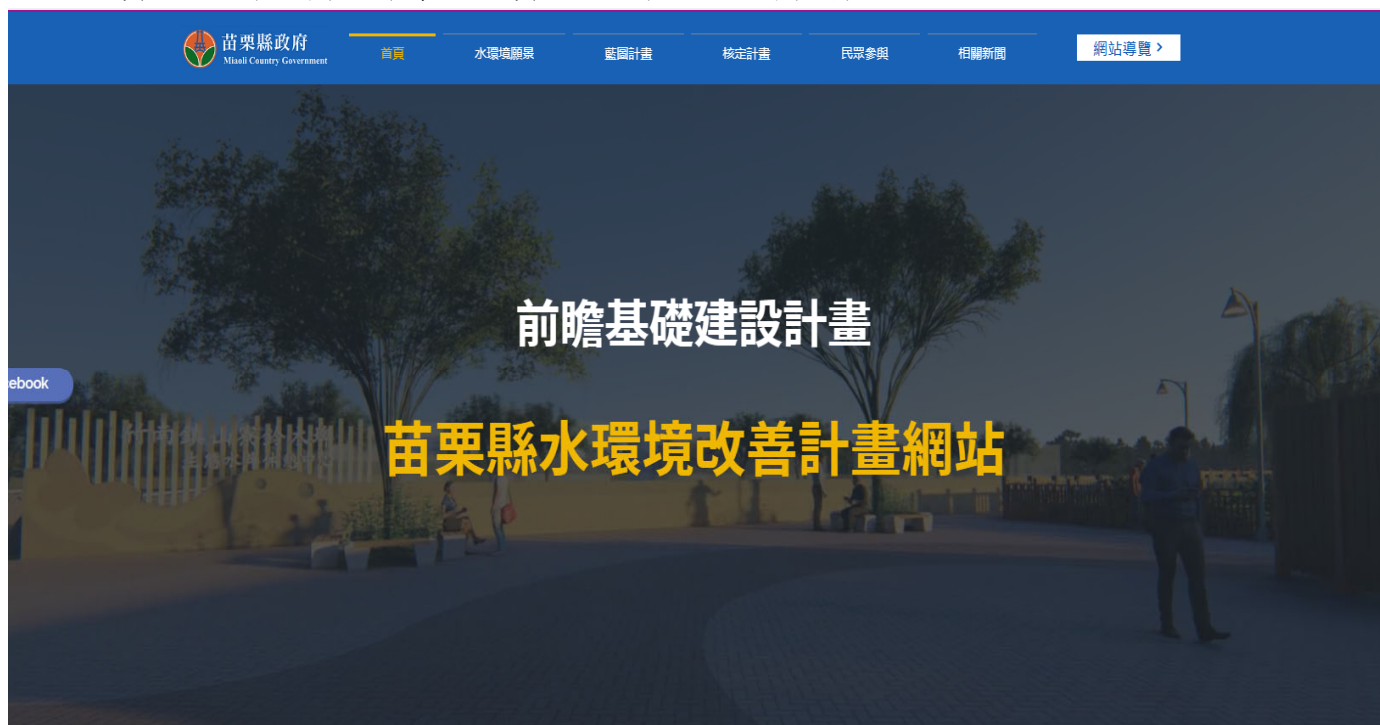 苗栗縣政府
Miaoli Country Government
首頁
水環境願景
藍圖計畫
核定計畫
民眾參與
相關新聞
網站導覽 >
前瞻基礎建設計畫
ebook
苗栗縣水環境改善計畫網站